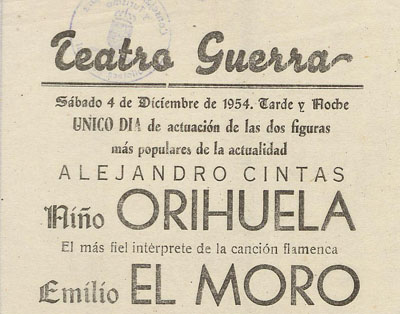 Teatro Guerra
Sábado 4 de Diciembre de 1954. Tarde y Noche
UNICO DIA de actuación de las dos figuras
más populares de la actualidad
ALEJANDRO CINTAS
Niño ORIHUELA
El más fiel intérprete de la canción flamenca
Emilio EL MORO